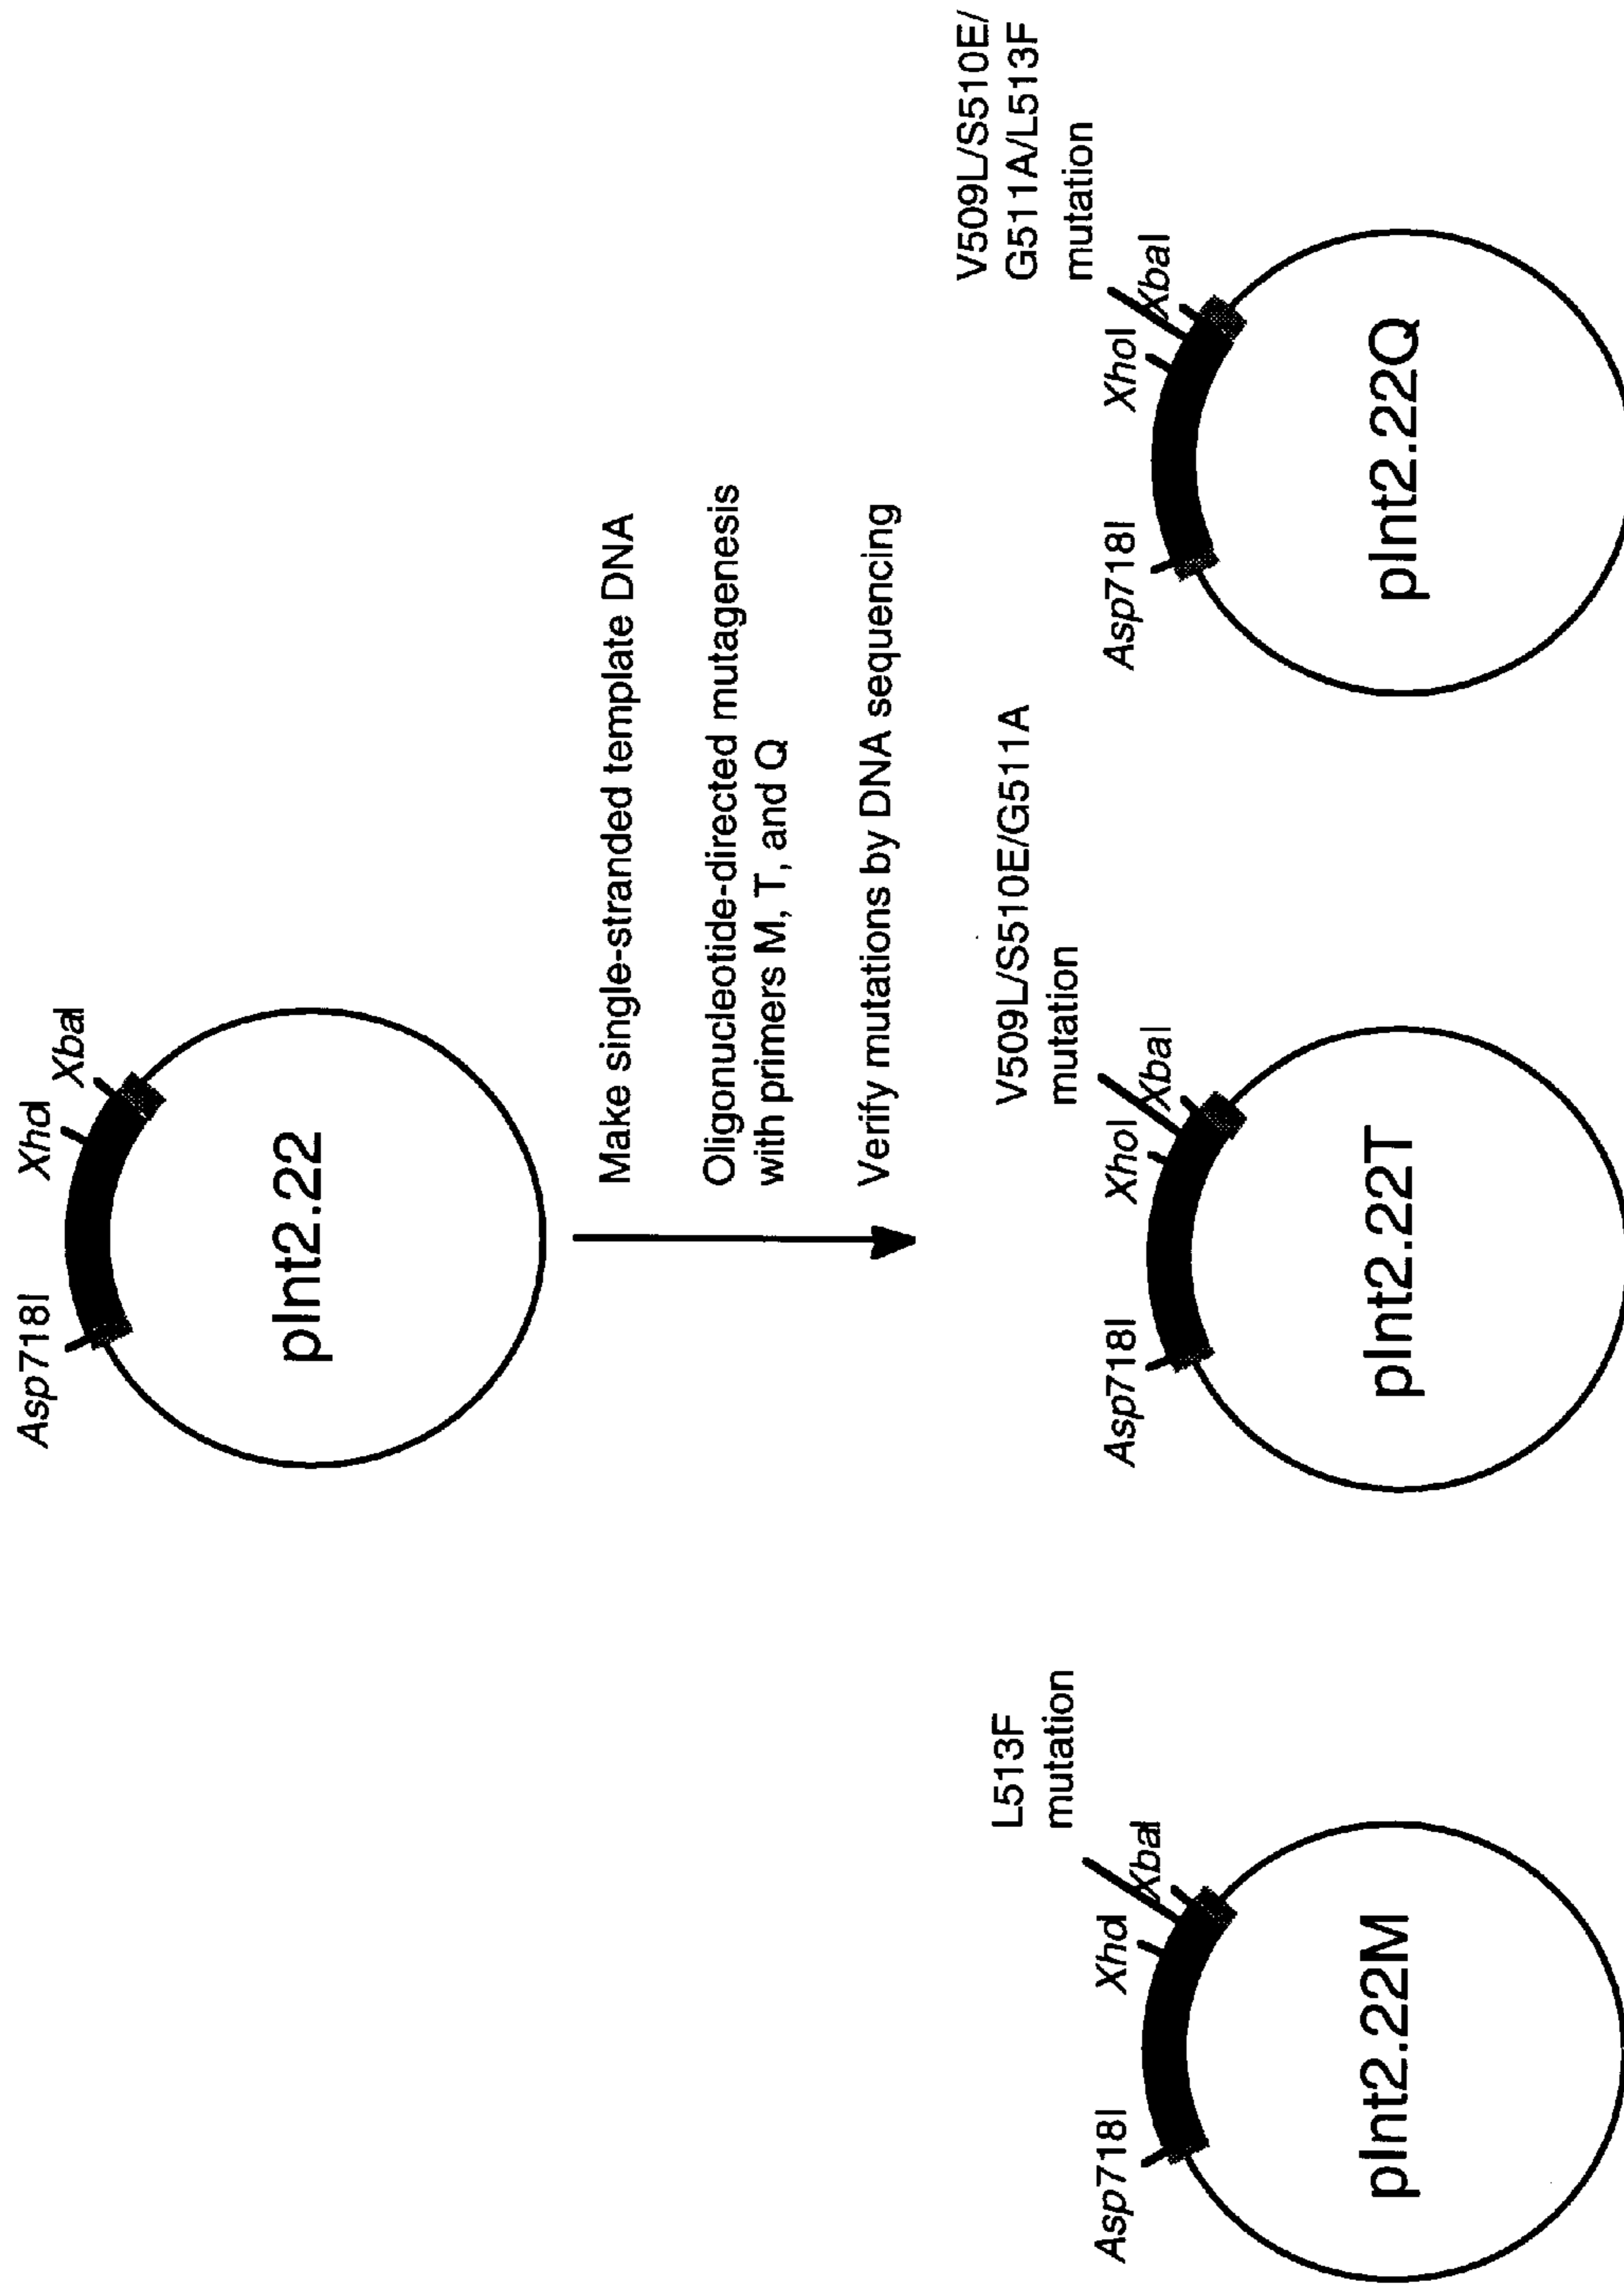 Asp718I
Xhd
XbaI
pInt2.22
Make single-stranded template DNA
Oligonucleotide-directed mutagenesis
with primers M, T, and Q
Verify mutations by DNA sequencing
L513F
mutation
Asp718I
Xhd
XbaI
pInt2.22M
V509L/S510E/G511A
mutation
Asp718I
XhoI
XbaI
pInt2.22T
V509L/S510E/
G511A/L513F
mutation
Asp718I
XhoI
XbaI
pInt2.22Q